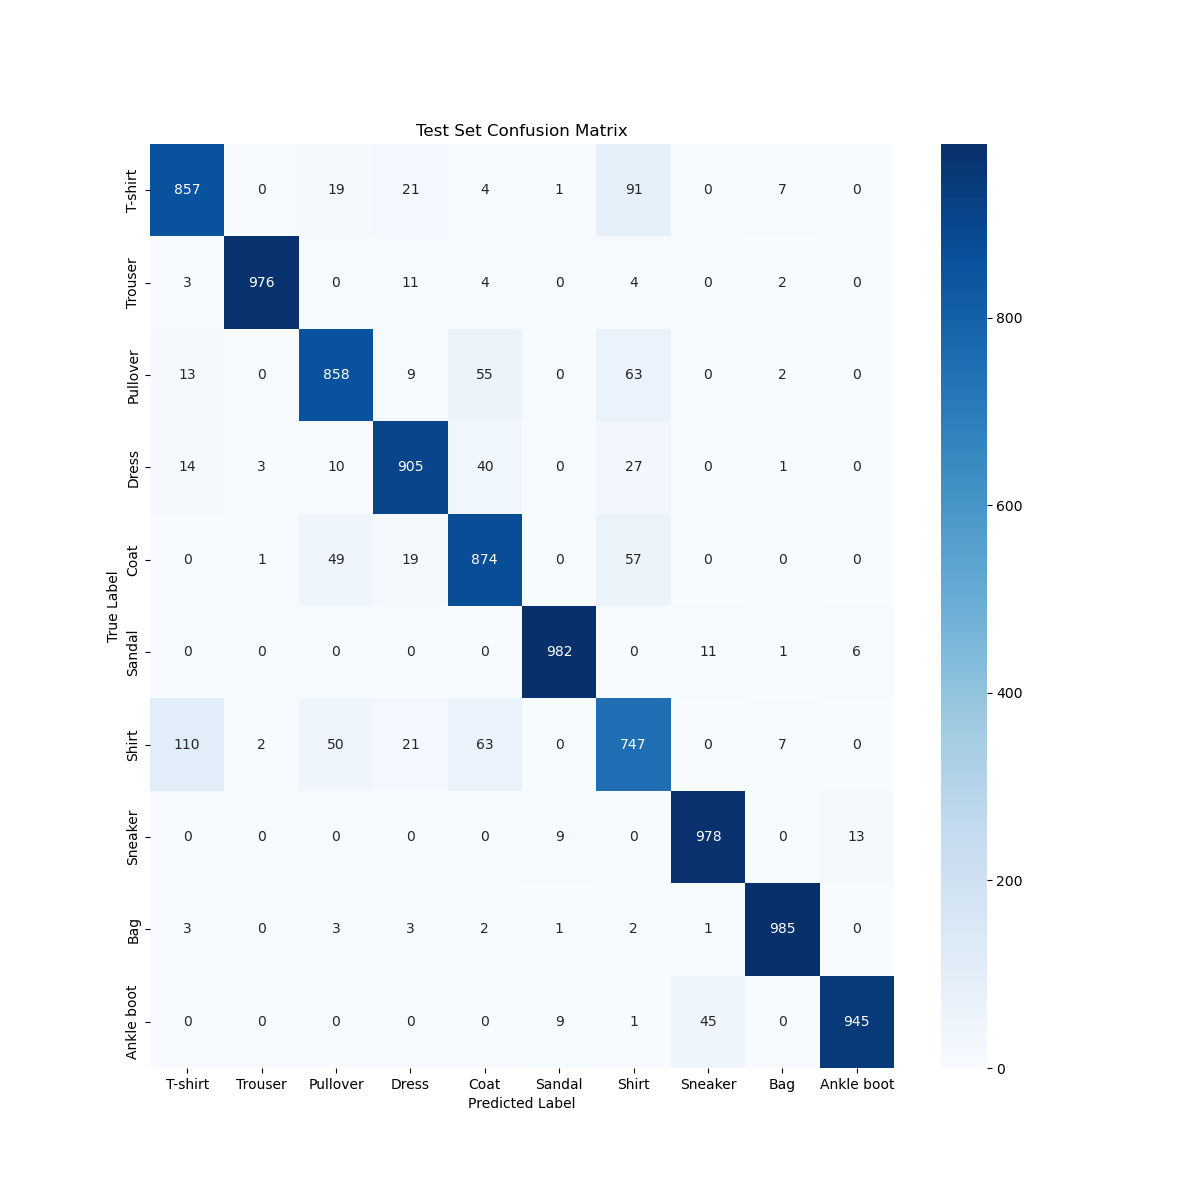 Test Set Confusion Matrix
T-shirt 857 0 19 21 4 1 91 0 7 0
Trouser 3 976 0 11 4 0 4 0 2 0
Pullover 13 0 858 9 55 0 63 0 2 0
Dress 14 3 10 905 40 0 27 0 1 0
Coat 0 1 49 19 874 0 57 0 0 0
Sandal 0 0 0 0 0 982 0 11 1 6
Shirt 110 2 50 21 63 0 747 0 7 0
Sneaker 0 0 0 0 0 9 0 978 0 13
Bag 3 0 3 3 2 1 2 1 985 0
Ankle boot 0 0 0 0 0 9 1 45 0 945
T-shirt Trouser Pullover Dress Coat Sandal Shirt Sneaker Bag Ankle boot
Predicted Label
True Label
800
600
400
200
0